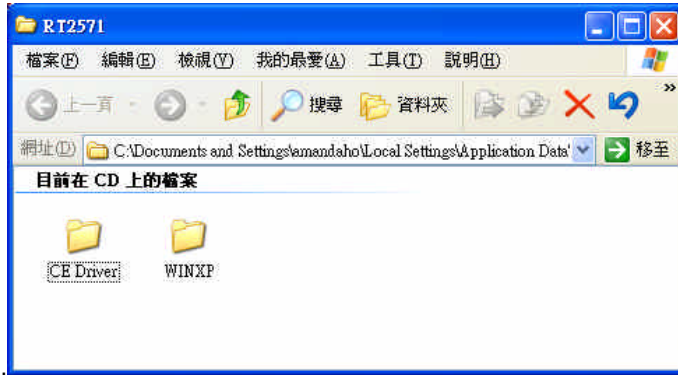 RT2571
檔案(F) 編輯(E) 檢視(V) 我的最愛(A) 工具(T) 說明(H)
上一頁 搜尋 資料夾 »
網址(D) C:\Documents and Settings\amandaho\Local Settings\Application Data\ 移至
目前在 CD 上的檔案
CE Driver WINXP
.